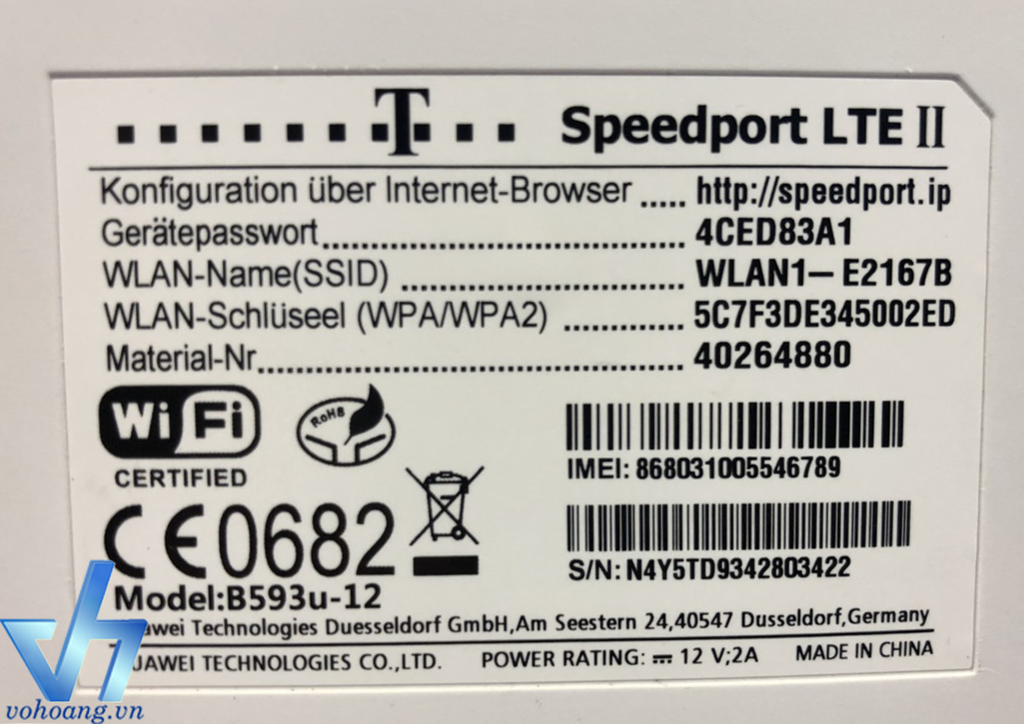 T Speedport LTE II
Konfiguration über Internet-Browser ..... http://speedport.ip
Gerätepasswort........................................ 4CED83A1
WLAN-Name(SSID) ............................... WLAN1–E2167B
WLAN-Schlüseel (WPA/WPA2) ............. 5C7F3DE345002ED
Material-Nr............................................... 40264880
WiFi
CERTIFIED
RoHS
IMEI: 868031005546789
CE0682
S/N: N4Y5TD9342803422
Model:B593u-12
awei Technologies Duesseldorf GmbH,Am Seestern 24,40547 Dusseldorf,Germany
UAWEI TECHNOLOGIES CO.,LTD. POWER RATING: 12 V;2A MADE IN CHINA
vohoang.vn